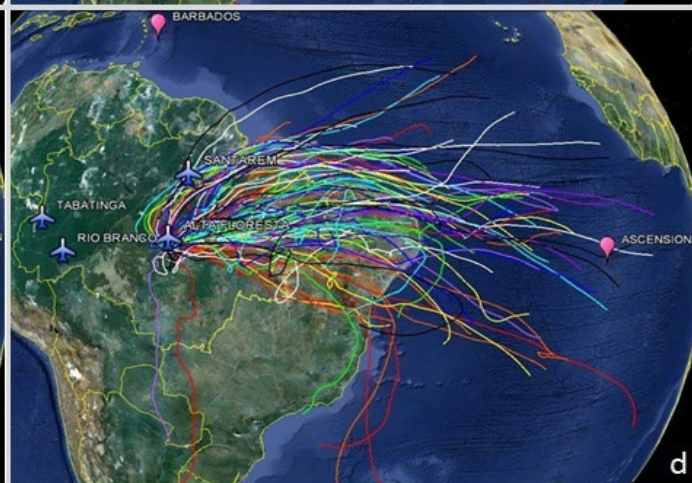 BARBADOS
SANTAREM
TABATINGA
ALTA FLORESTA
RIO BRANCO
ASCENSION
d